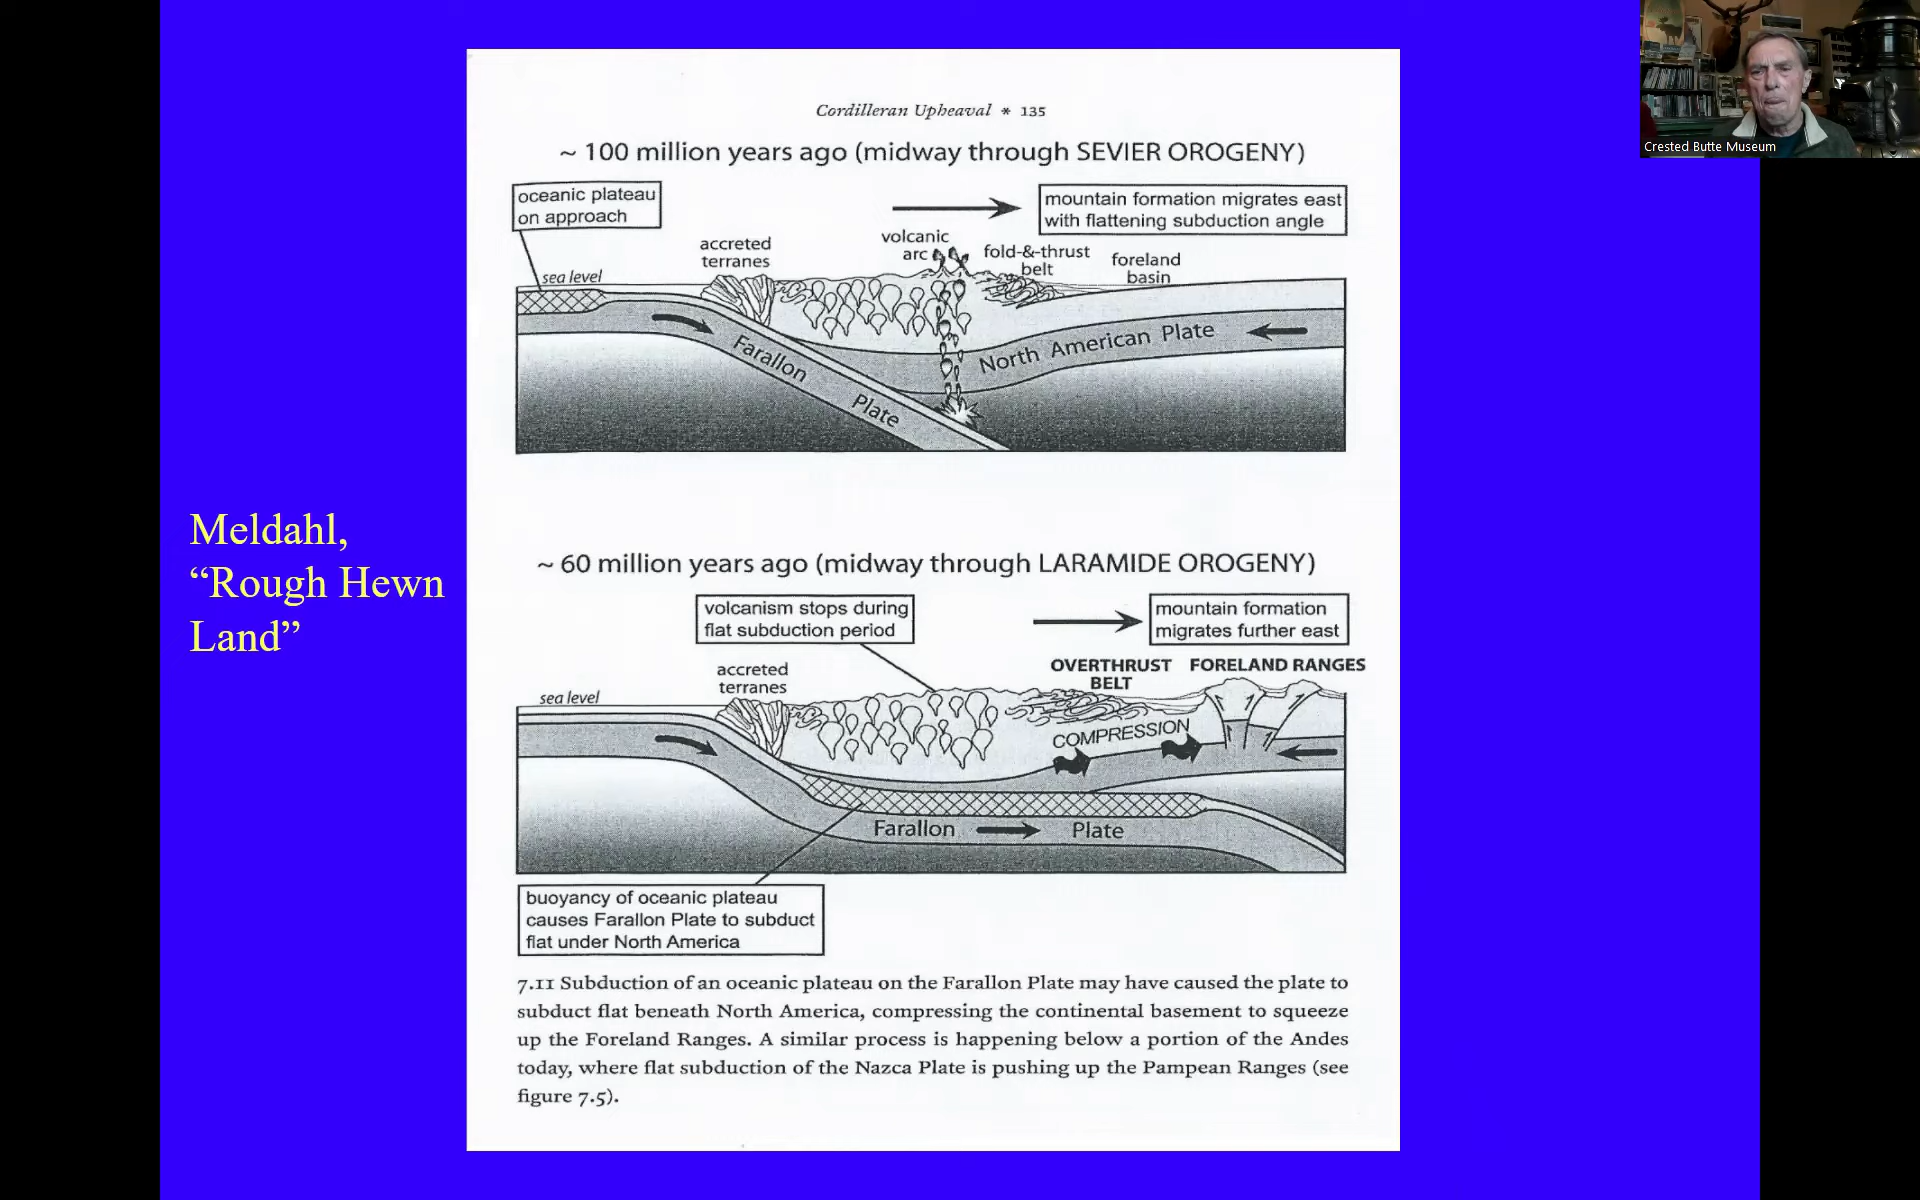 Crested Butte Museum
Meldahl,
“Rough Hewn
Land”
Cordilleran Upheaval * 135
~ 100 million years ago (midway through SEVIER OROGENY)
oceanic plateau
on approach
mountain formation migrates east
with flattening subduction angle
accreted
terranes
volcanic
arc
fold-&-thrust
belt
foreland
basin
sea level
Farallon
Plate
North American Plate
~ 60 million years ago (midway through LARAMIDE OROGENY)
volcanism stops during
flat subduction period
mountain formation
migrates further east
accreted
terranes
OVERTHRUST
BELT
FORELAND RANGES
sea level
COMPRESSION
Farallon
Plate
buoyancy of oceanic plateau
causes Farallon Plate to subduct
flat under North America
7.11 Subduction of an oceanic plateau on the Farallon Plate may have caused the plate to
subduct flat beneath North America, compressing the continental basement to squeeze
up the Foreland Ranges. A similar process is happening below a portion of the Andes
today, where flat subduction of the Nazca Plate is pushing up the Pampean Ranges (see
figure 7.5).